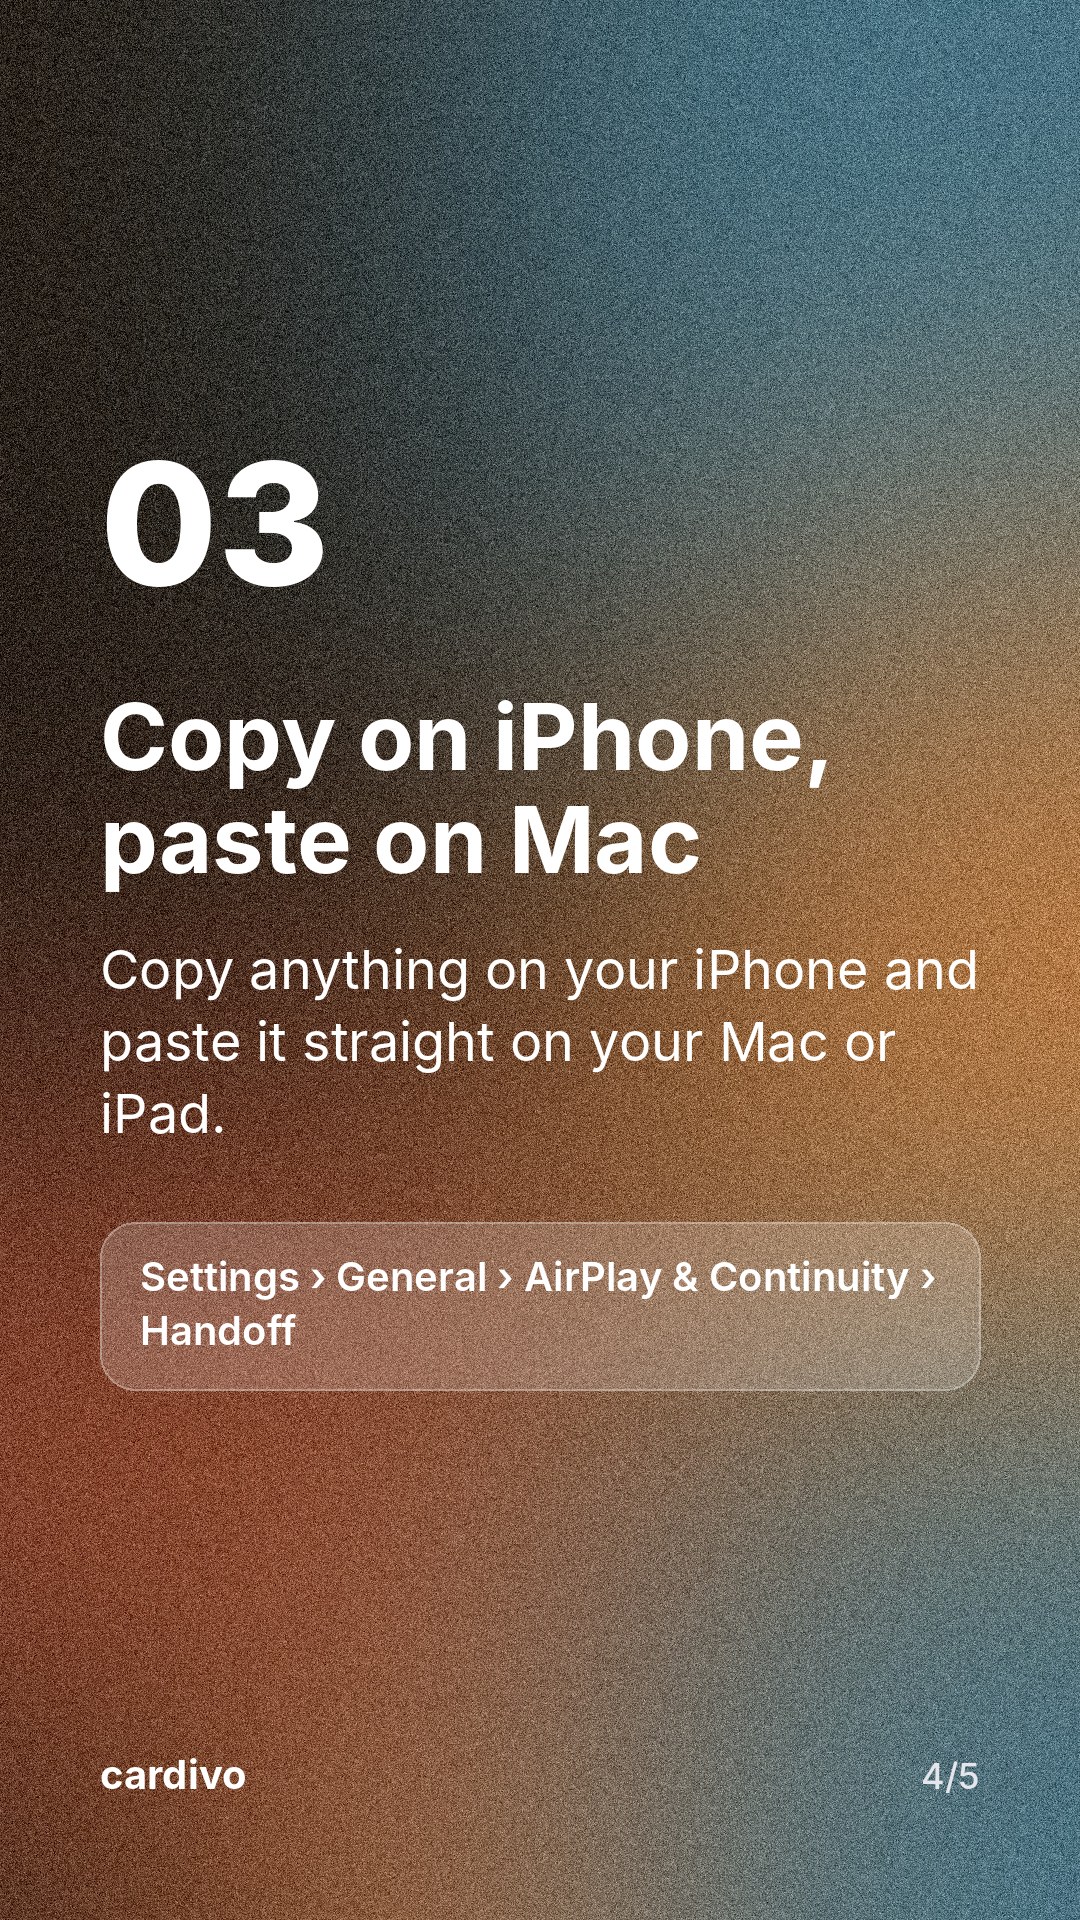 03
Copy on iPhone,
paste on Mac
Copy anything on your iPhone and
paste it straight on your Mac or
iPad.
Settings › General › AirPlay & Continuity ›
Handoff
cardivo
4/5